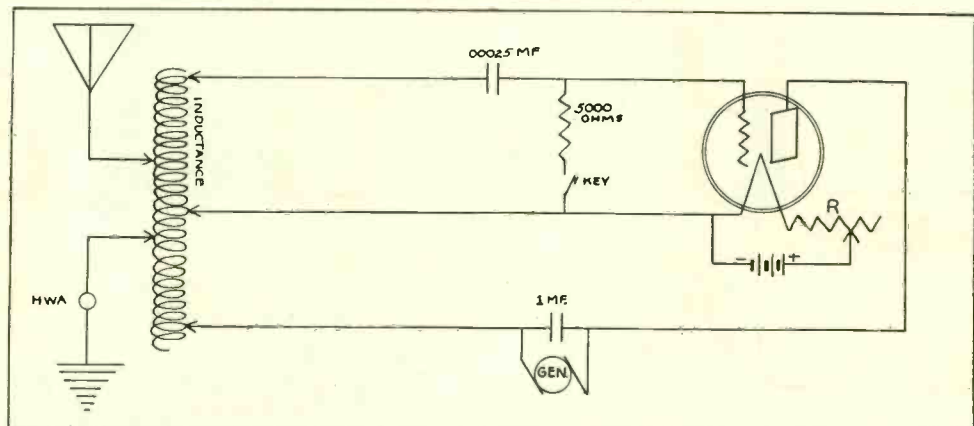 00025 MF
INDUCTANCE
5000
OHMS
KEY
R
- +
HWA
1 MF.
GEN.